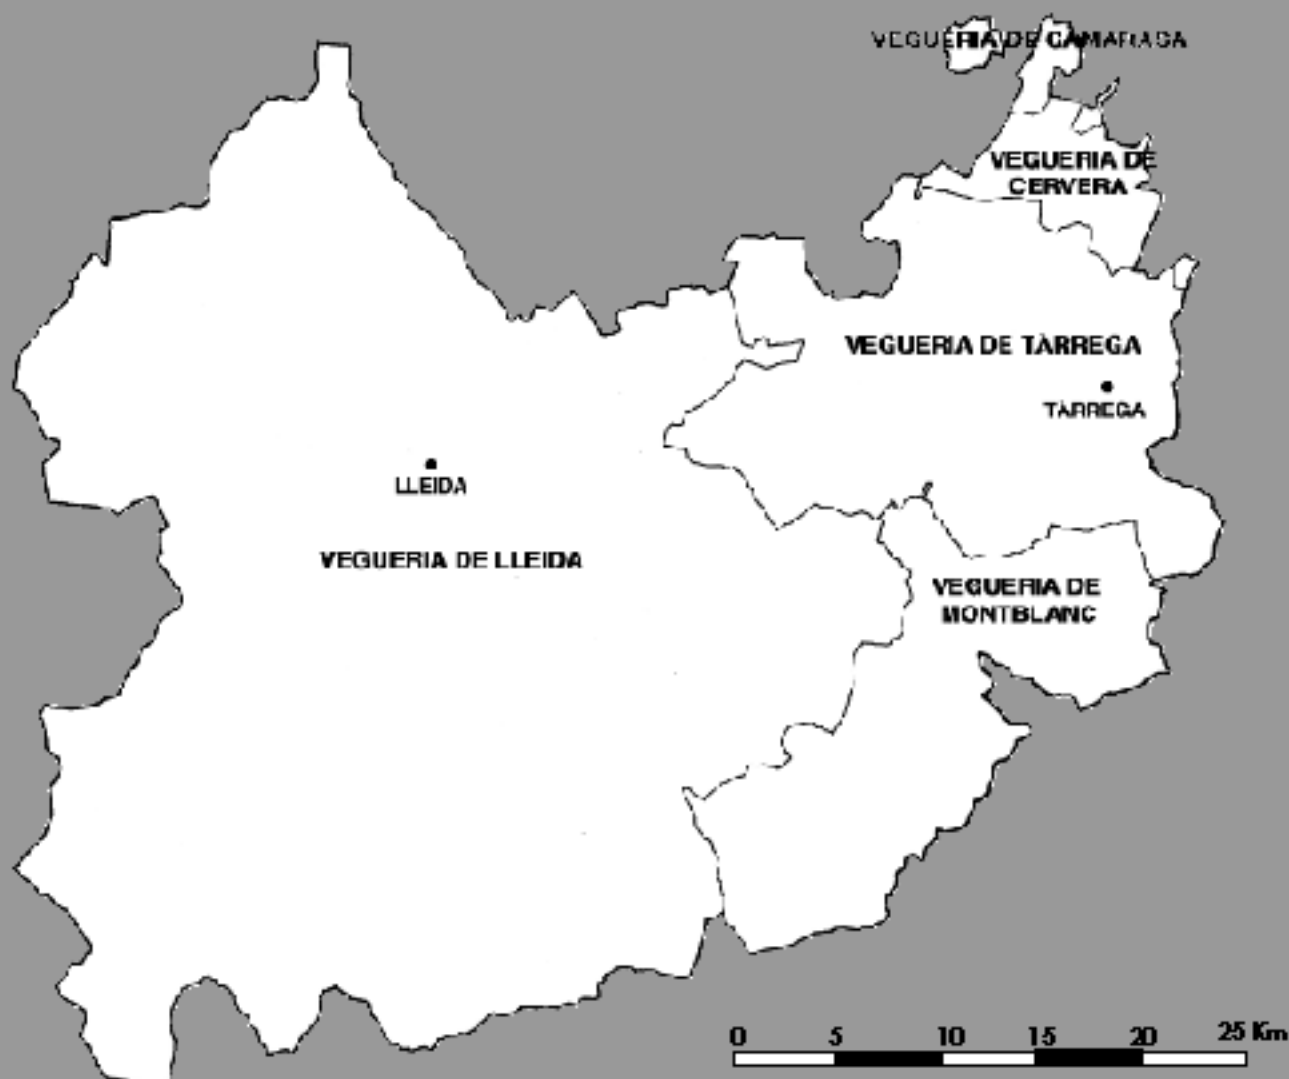 VEGUERIA DE CAMARASA
VEGUERIA DE
CERVERA
VEGUERIA DE TÀRREGA
TÀRREGA
LLEIDA
VEGUERIA DE LLEIDA
VEGUERIA DE
MONTBLANC
0 5 10 15 20 25 Km